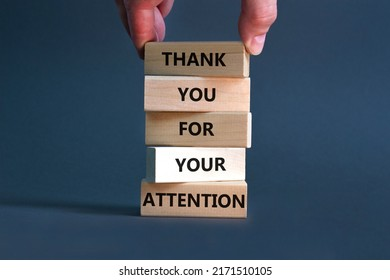 THANK
YOU
FOR
YOUR
ATTENTION
shutterstock.com · 2171510105